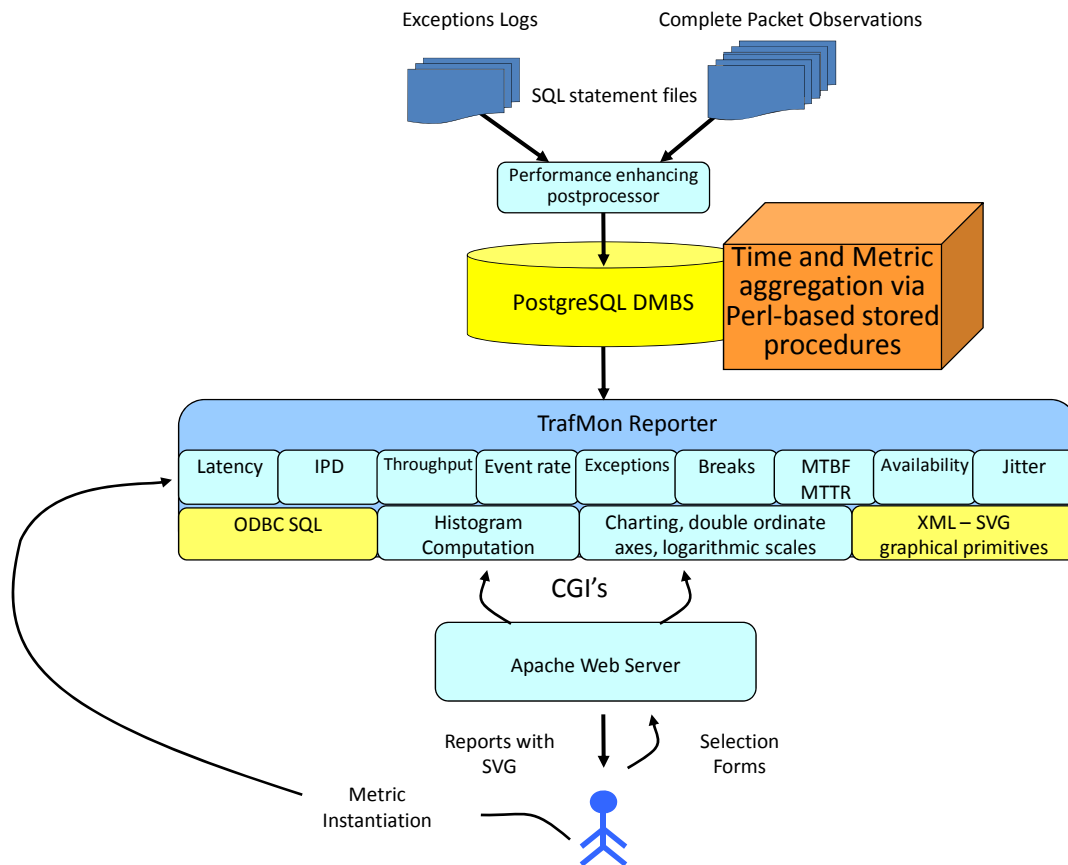 Exceptions Logs
Complete Packet Observations
SQL statement files
Performance enhancing
postprocessor
PostgreSQL DMBS
Time and Metric
aggregation via
Perl-based stored
procedures
TrafMon Reporter
Latency
IPD
Throughput
Event rate
Exceptions
Breaks
MTBF
MTTR
Availability
Jitter
ODBC SQL
Histogram
Computation
Charting, double ordinate
axes, logarithmic scales
XML – SVG
graphical primitives
CGI's
Apache Web Server
Reports with
SVG
Selection
Forms
Metric
Instantiation